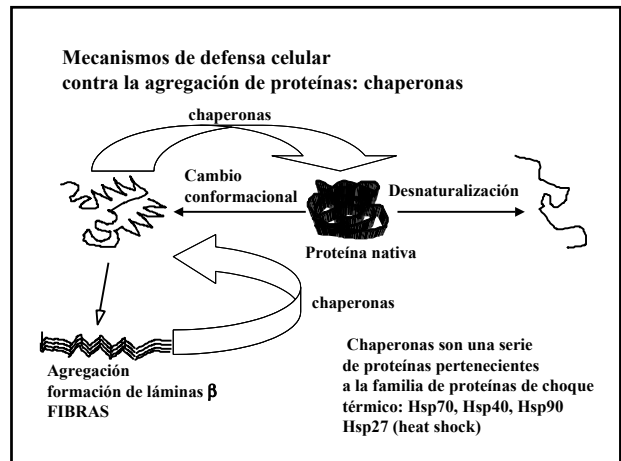 Mecanismos de defensa celular
contra la agregación de proteínas: chaperonas
chaperonas
Cambio
conformacional
Desnaturalización
Proteína nativa
chaperonas
Agregación
formación de láminas β
FIBRAS
Chaperonas son una serie
de proteínas pertenecientes
a la familia de proteínas de choque
térmico: Hsp70, Hsp40, Hsp90
Hsp27 (heat shock)